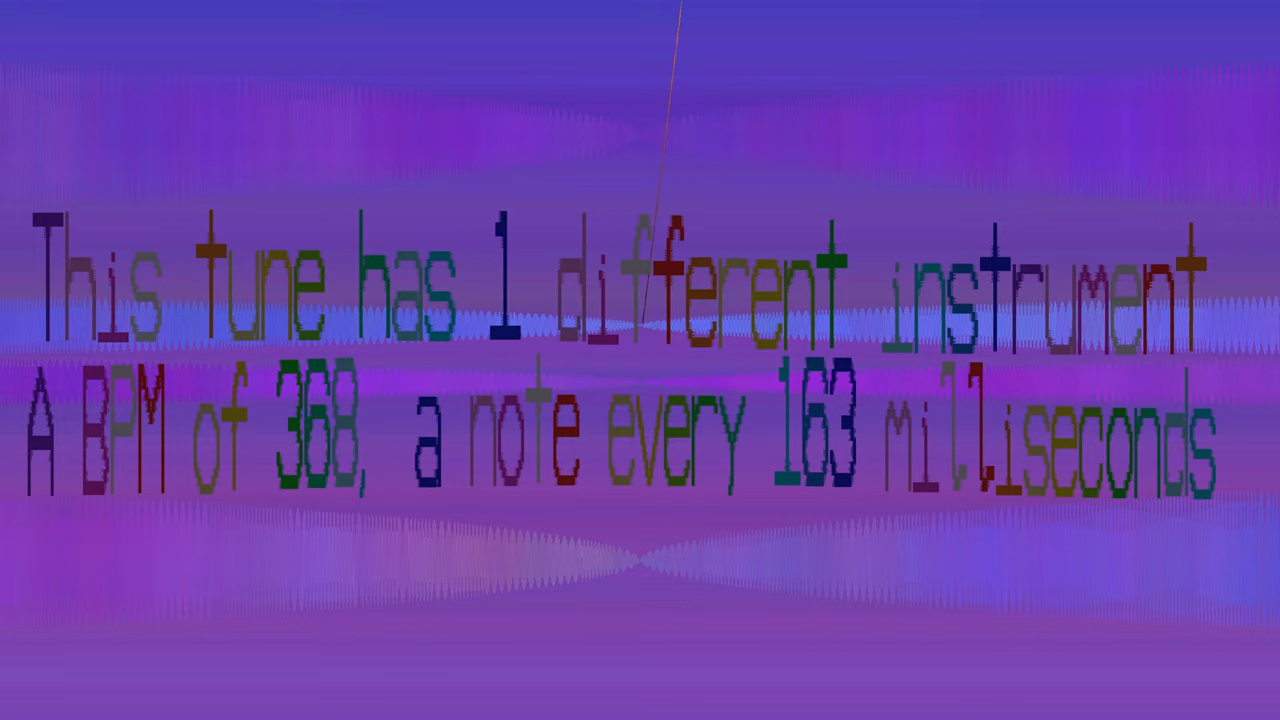 This tune has 1 different instrument
A BPM of 368, a note every 163 milliseconds